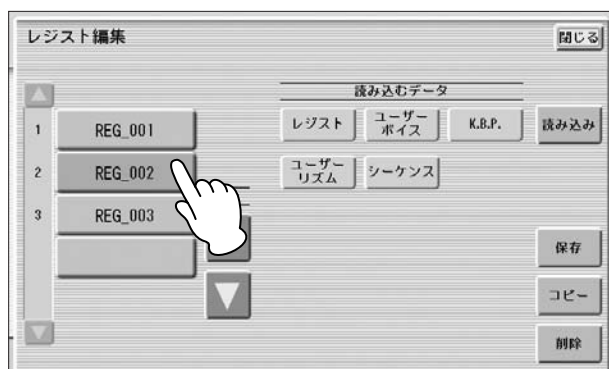 レジスト編集
閉じる
読み込むデータ
1 REG_001
レジスト
ユーザー
ボイス
K.B.P.
読み込み
2 REG_002
ユーザー
リズム
シーケンス
3 REG_003
保存
コピー
削除